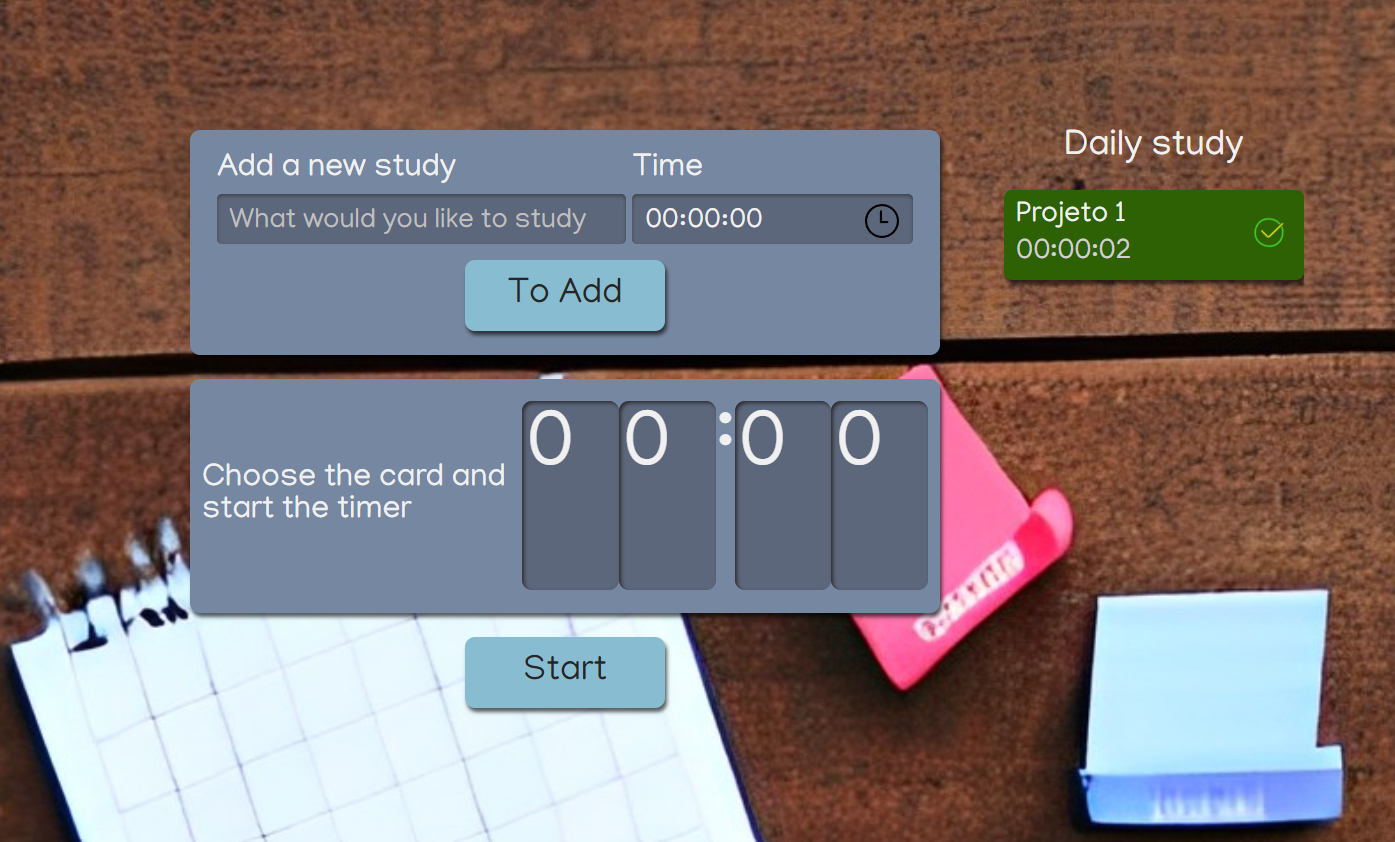 Add a new study
Time
What would you like to study
00:00:00
To Add
Daily study
Projeto 1
00:00:02
Choose the card and
start the timer
0 0 : 0 0
Start